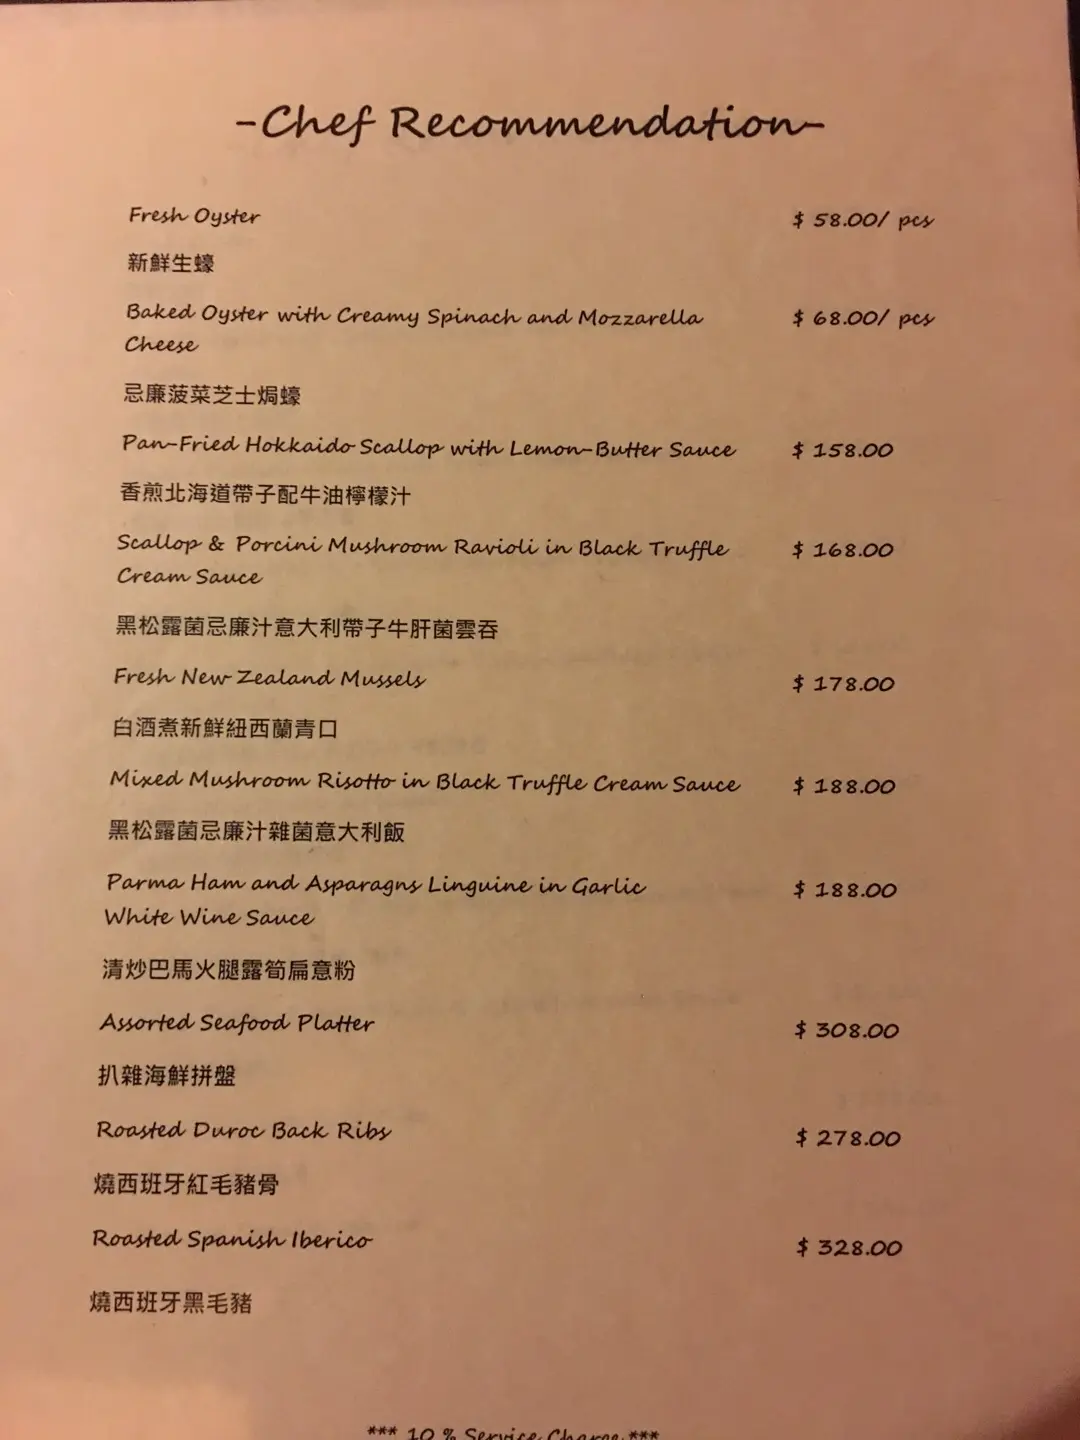 -Chef Recommendation-
Fresh Oyster $ 58.00/ pcs
新鮮生蠔
Baked Oyster with Creamy Spinach and Mozzarella $ 68.00/ pcs
Cheese
忌廉菠菜芝士焗蠔
Pan-Fried Hokkaido Scallop with Lemon-Butter Sauce $ 158.00
香煎北海道帶子配牛油檸檬汁
Scallop & Porcini Mushroom Ravioli in Black Truffle $ 168.00
Cream Sauce
黑松露菌忌廉汁意大利帶子牛肝菌雲吞
Fresh New Zealand Mussels $ 178.00
白酒煮新鮮紐西蘭青口
Mixed Mushroom Risotto in Black Truffle Cream Sauce $ 188.00
黑松露菌忌廉汁雜菌意大利飯
Parma Ham and Asparagns Linguine in Garlic $ 188.00
White Wine Sauce
清炒巴馬火腿露筍扁意粉
Assorted Seafood Platter $ 308.00
扒雜海鮮拼盤
Roasted Duroc Back Ribs $ 278.00
燒西班牙紅毛豬骨
Roasted Spanish Iberico $ 328.00
燒西班牙黑毛豬
*** 10 % Service Charge ***